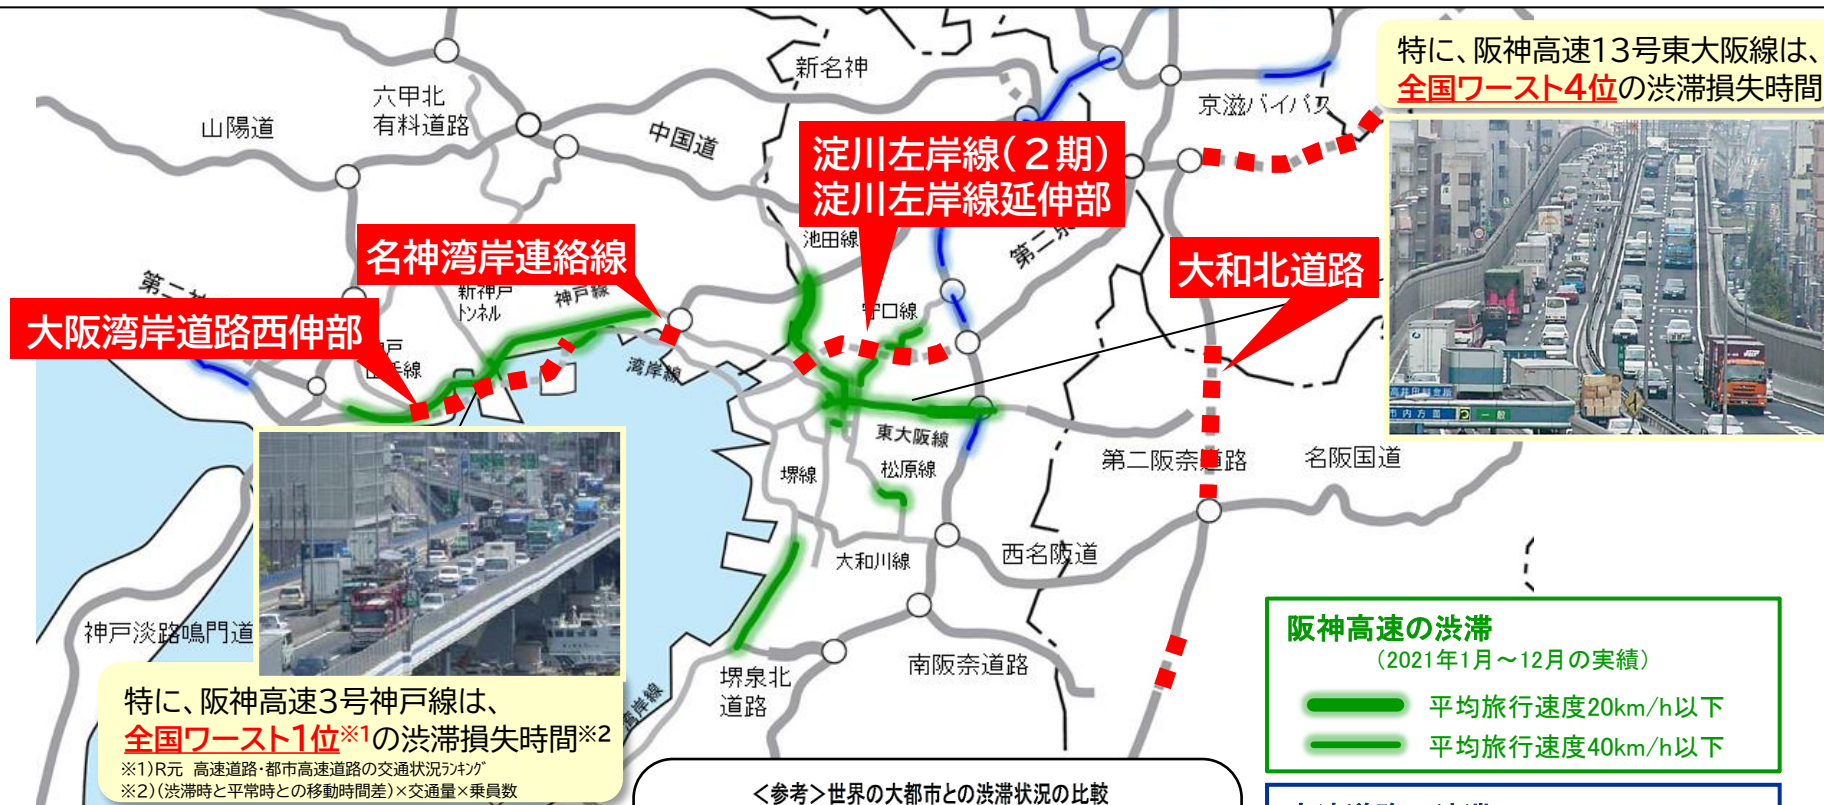 特に、阪神高速13号東大阪線は、
全国ワースト4位の渋滞損失時間
新名神
京滋バイパス
六甲北
有料道路
山陽道
中国道
淀川左岸線(2期)
淀川左岸線延伸部
池田線
名神湾岸連絡線
大和北道路
新神戸
トンネル
神戸線
守口線
大阪湾岸道路西伸部
湾岸線
東大阪線
松原線
堺線
第二阪奈道路
名阪国道
高井田
市内方面
一般
大和川線
西名阪道
神戸淡路鳴門道
南阪奈道路
堺泉北
道路
湾岸線
特に、阪神高速3号神戸線は、
全国ワースト1位※1の渋滞損失時間※2
※1)R元 高速道路・都市高速道路の交通状況ランキング
※2)(渋滞時と平常時との移動時間差)×交通量×乗員数
阪神高速の渋滞
(2021年1月～12月の実績)
平均旅行速度20km/h以下
平均旅行速度40km/h以下
<参考>世界の大都市との渋滞状況の比較